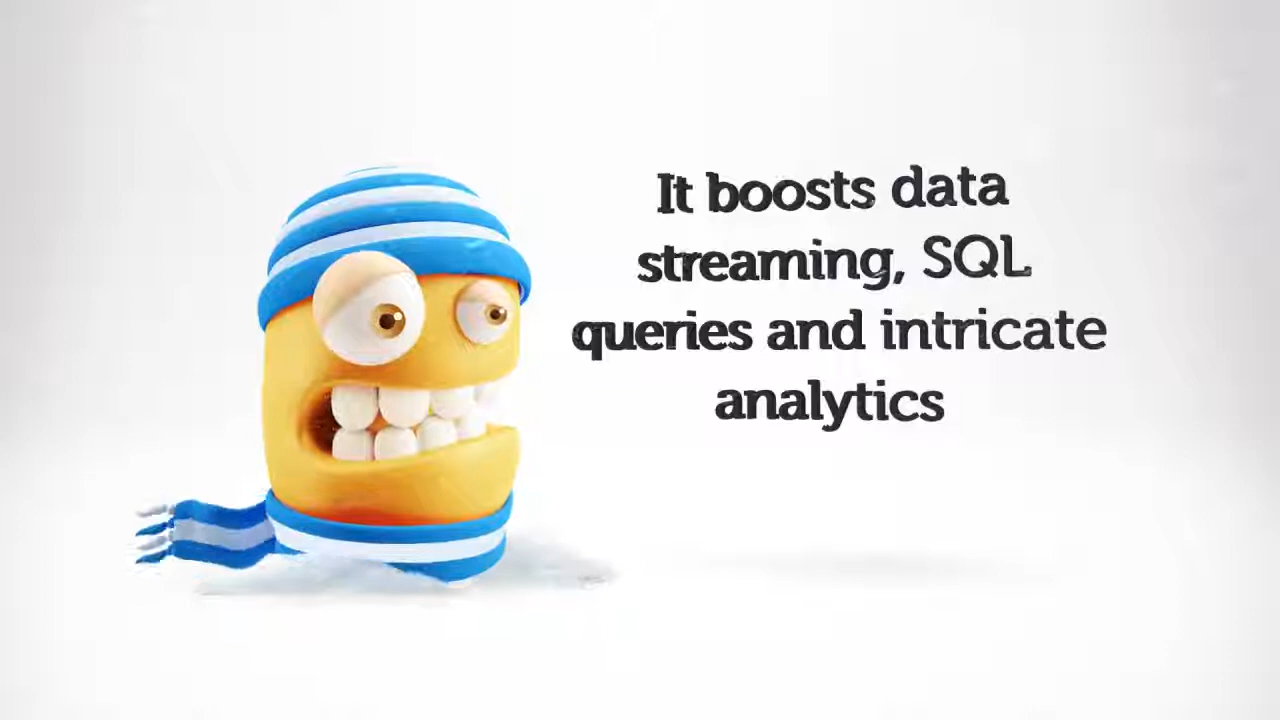 It boosts data
streaming, SQL
queries and intricate
analytics